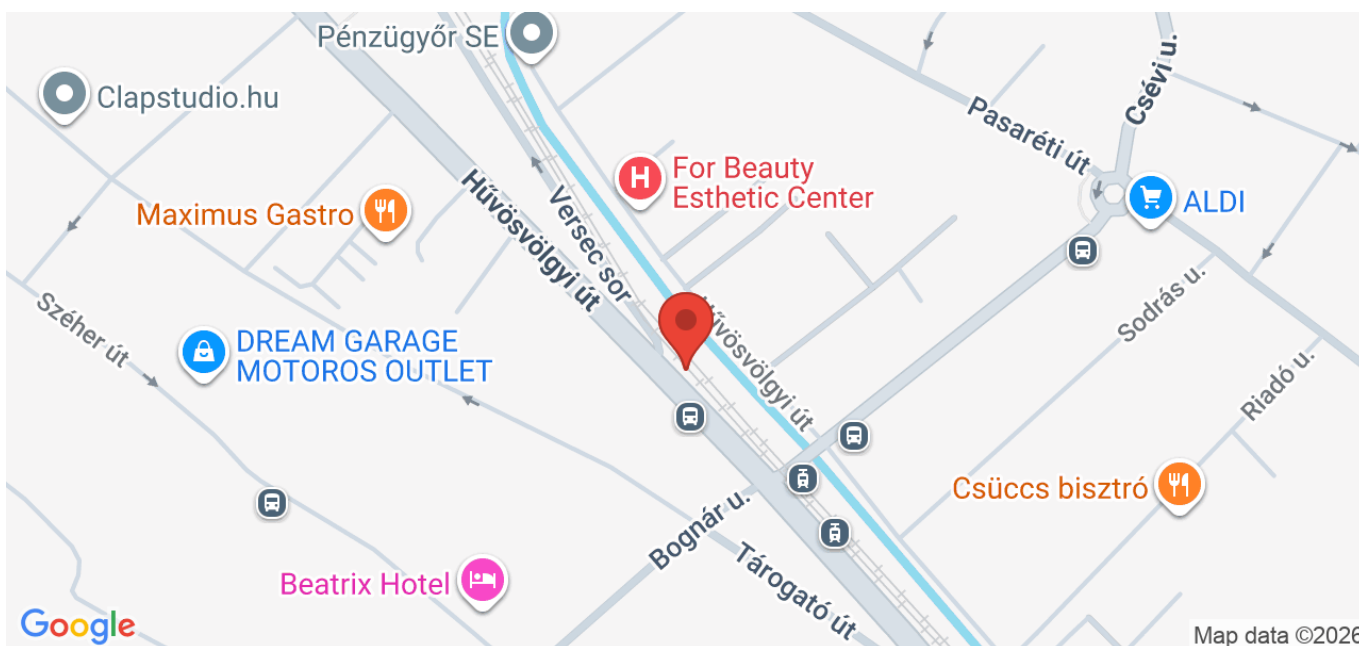 Pénzügyőr SE
Clapstudio.hu
Csévi u.
Pasaréti út
For Beauty
Esthetic Center
ALDI
Maximus Gastro
Hűvösvölgyi út
Versec sor
Széher út
DREAM GARAGE
MOTOROS OUTLET
Hűvösvölgyi út
Sodrás u.
Riadó u.
Csüccs bisztró
Bognár u.
Tárogató út
Beatrix Hotel
Google
Map data ©2026